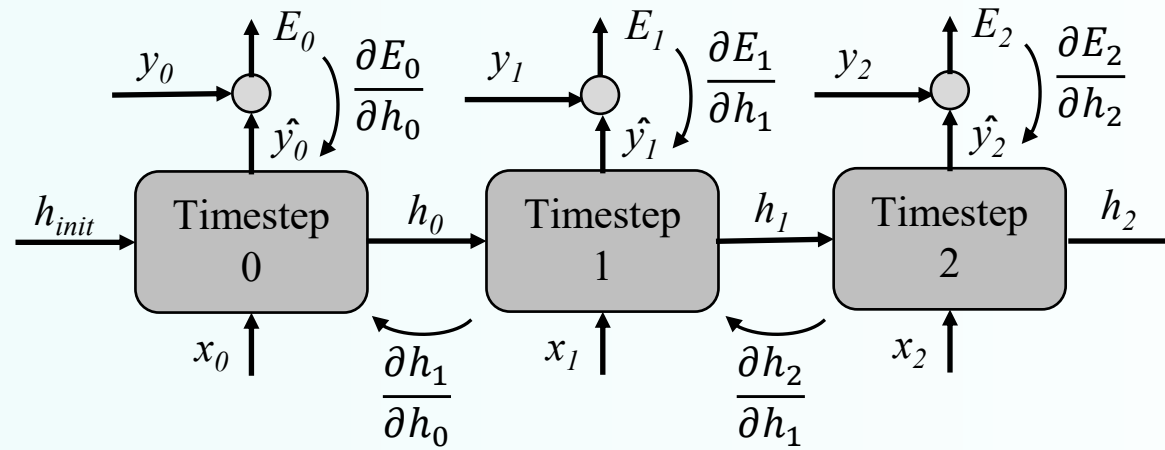 E₀
∂E₀
∂h₀
y₀
ŷ₀
E₁
∂E₁
∂h₁
y₁
ŷ₁
E₂
∂E₂
∂h₂
y₂
ŷ₂
h_init
Timestep
0
h₀
Timestep
1
h₁
Timestep
2
h₂
x₀
∂h₁
∂h₀
x₁
∂h₂
∂h₁
x₂